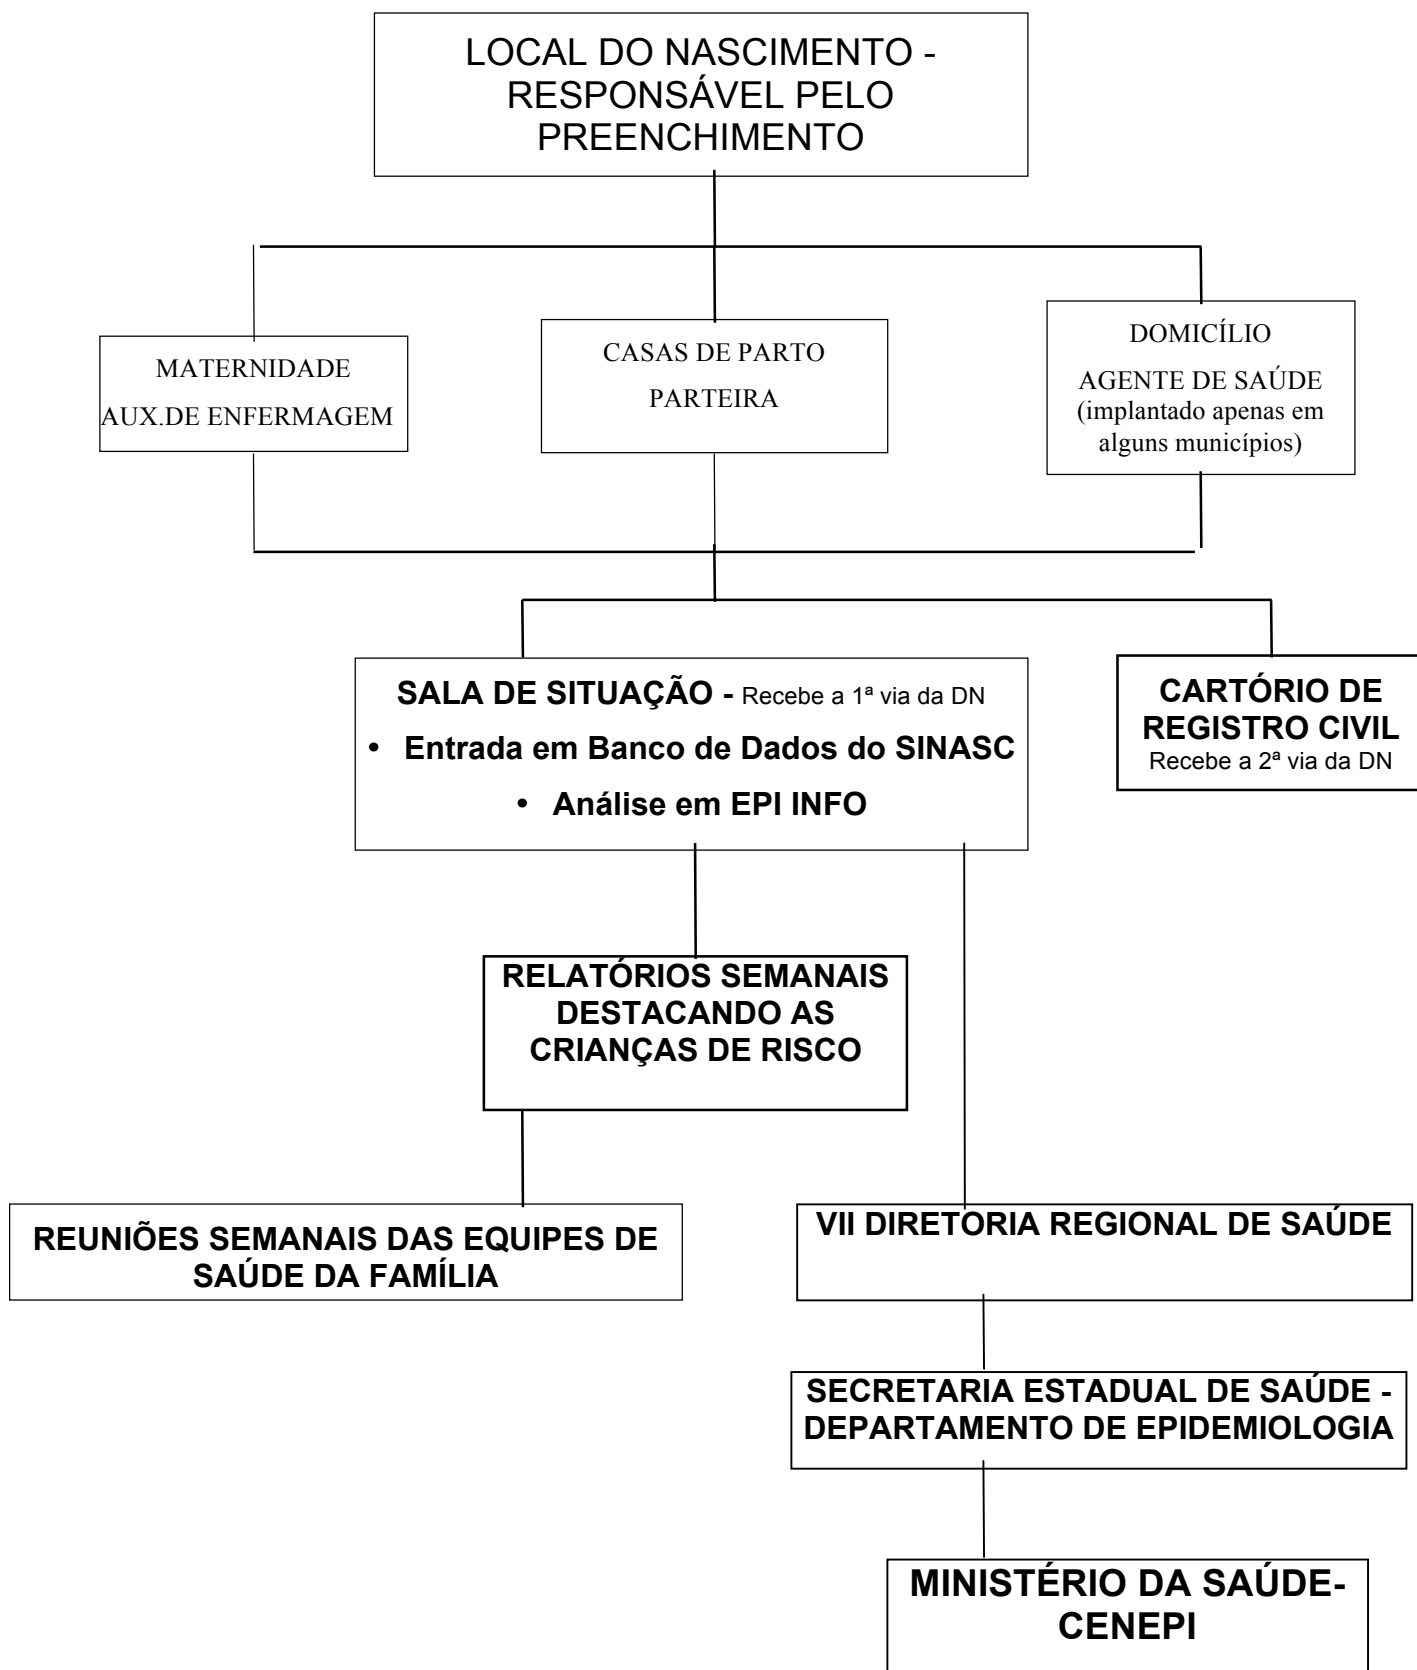 LOCAL DO NASCIMENTO -
RESPONSÁVEL PELO
PREENCHIMENTO
MATERNIDADE
AUX.DE ENFERMAGEM
CASAS DE PARTO
PARTEIRA
DOMICÍLIO
AGENTE DE SAÚDE
(implantado apenas em
alguns municípios)
SALA DE SITUAÇÃO - Recebe a 1ª via da DN
• Entrada em Banco de Dados do SINASC
• Análise em EPI INFO
CARTÓRIO DE
REGISTRO CIVIL
Recebe a 2ª via da DN
RELATÓRIOS SEMANAIS
DESTACANDO AS
CRIANÇAS DE RISCO
REUNIÕES SEMANAIS DAS EQUIPES DE
SAÚDE DA FAMÍLIA
VII DIRETORIA REGIONAL DE SAÚDE
SECRETARIA ESTADUAL DE SAÚDE -
DEPARTAMENTO DE EPIDEMIOLOGIA
MINISTÉRIO DA SAÚDE-
CENEPI